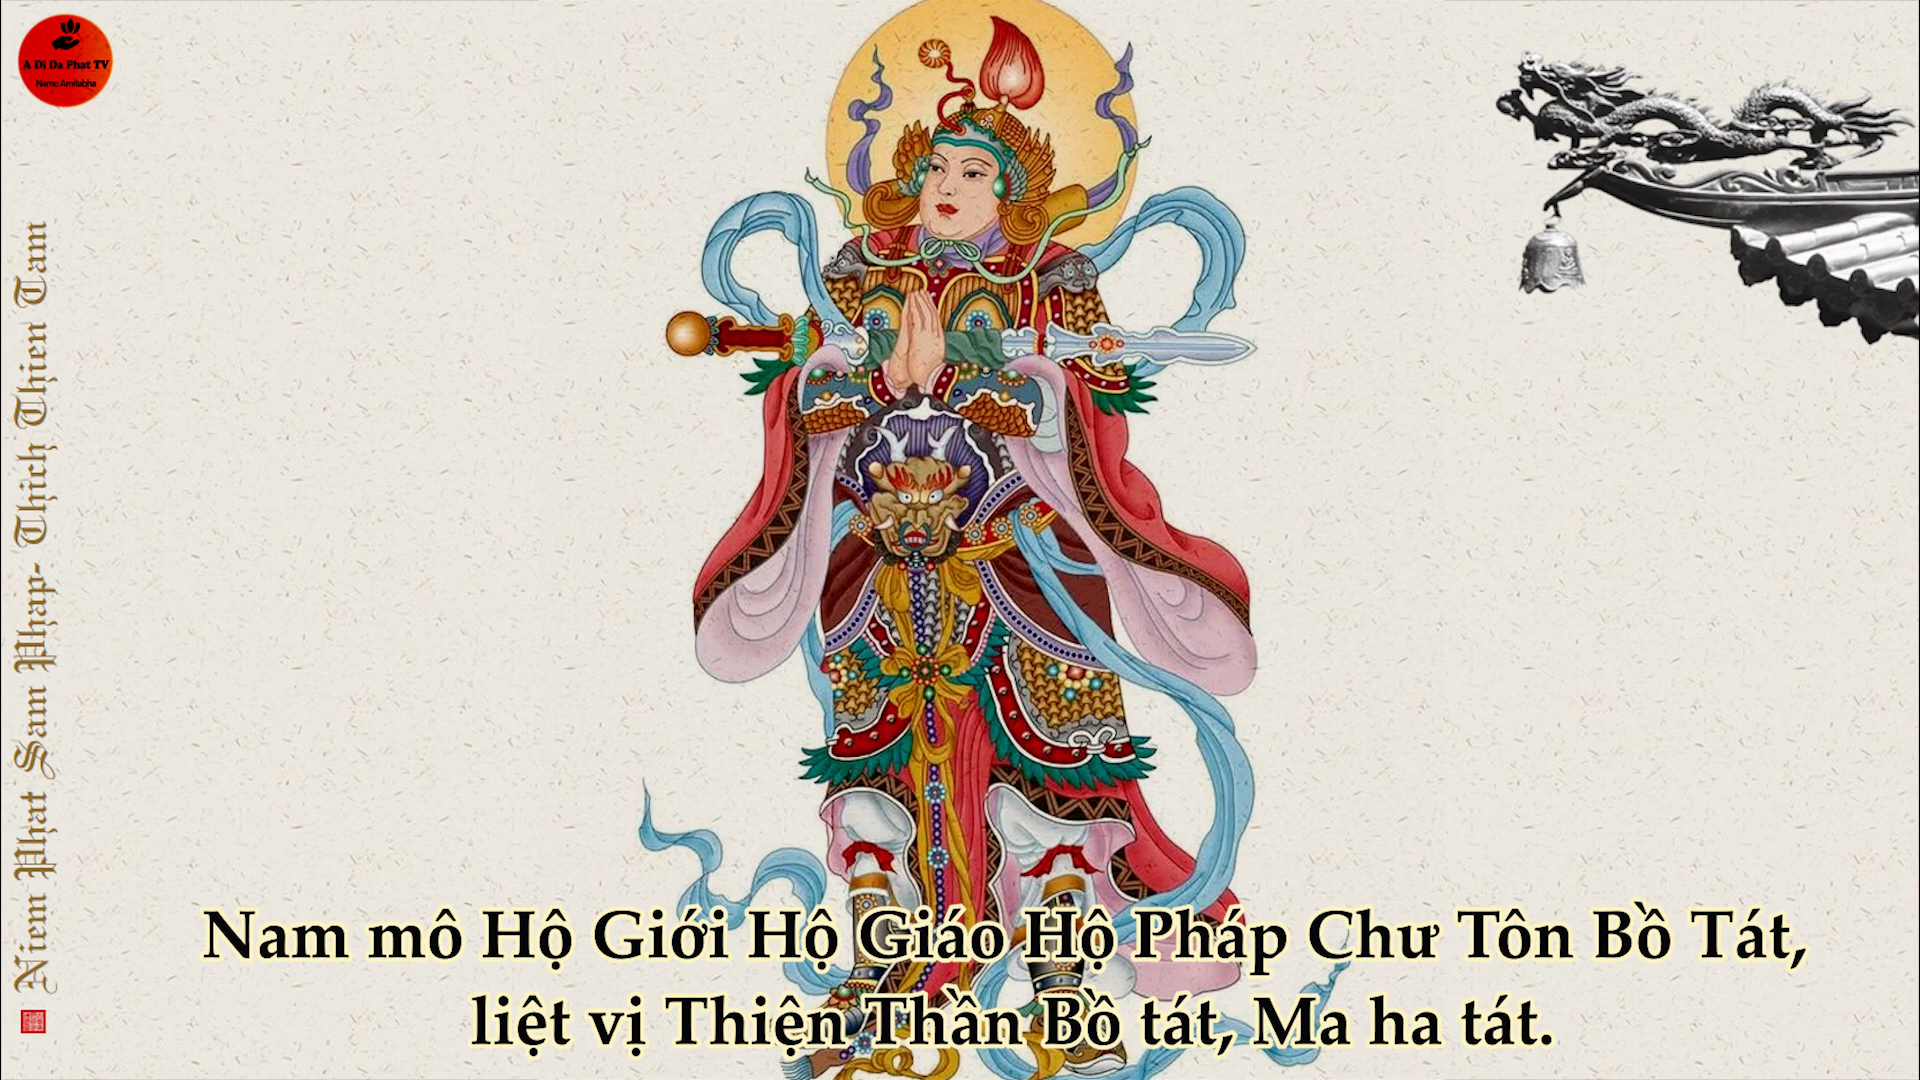 A Di Da Phat TV
Namo Amitabha
Niem Phat Sam Phap- Thich Thien Tam
Nam mô Hộ Giới Hộ Giáo Hộ Pháp Chư Tôn Bồ Tát,
liệt vị Thiện Thần Bồ tát, Ma ha tát.